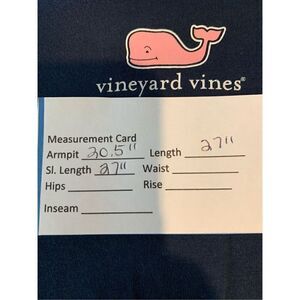 vineyard vines®
Measurement Card
Armpit 20.5" Length 27"
Sl. Length 27" Waist
Hips Rise
Inseam